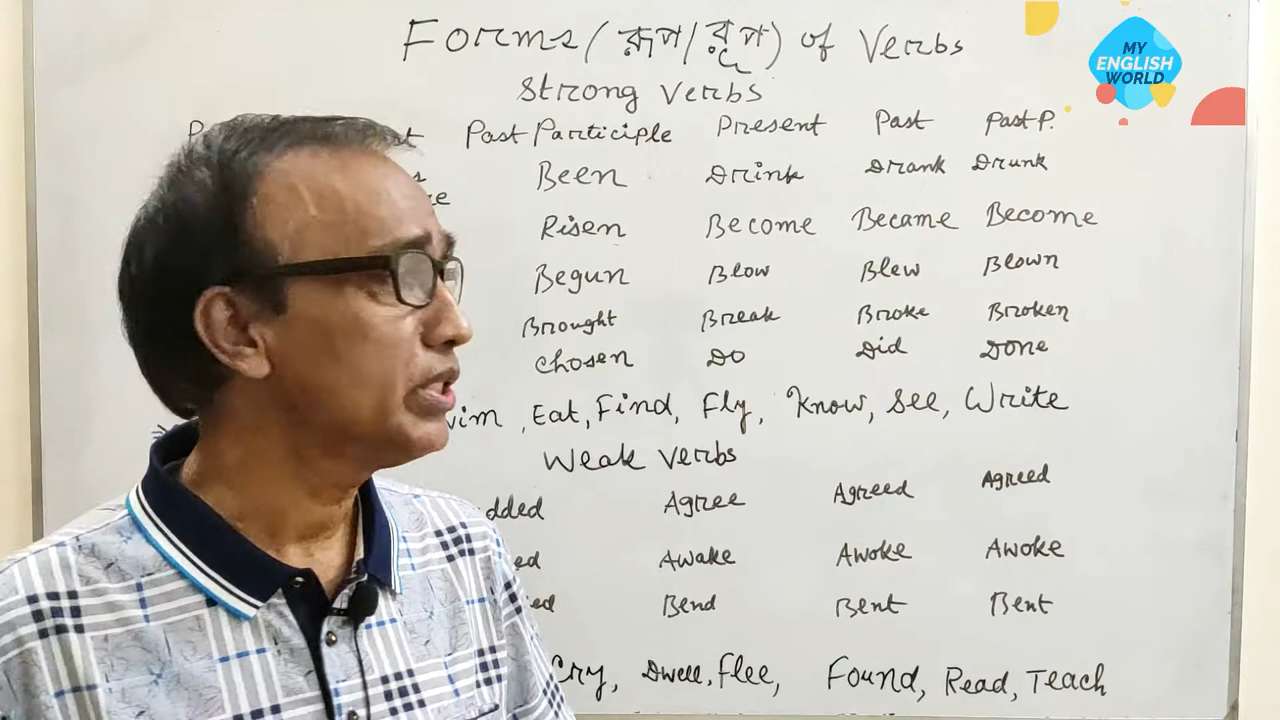 Forms (রূপ/রূপ) of Verbs
MY
ENGLISH
WORLD
Strong Verbs
Past Participle Present Past Past P.
Been Drink Drank Drunk
Risen Become Became Become
Begun Blow Blew Blown
Brought Break Broke Broken
Chosen Do Did Done
Eat, Find, Fly, Know, See, Write
Weak Verbs
Agree Agreed Agreed
Awake Awoke Awoke
Bend Bent Bent
Cry, Dwell, Flee, Found, Read, Teach